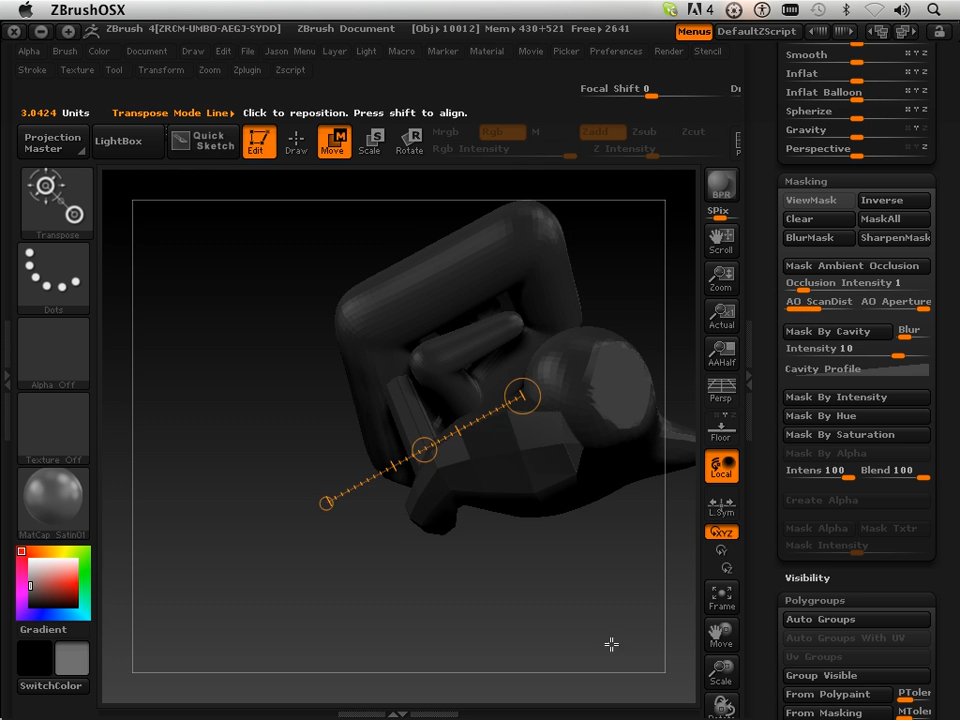 ZBrushOSX
4
ZBrush 4[ZRCM-UMBO-AEGJ-SYDD]
ZBrush Document
[Obj>10012]
Mem>430+521
Free>2641
Menus
DefaultZScript
Alpha Brush Color Document Draw Edit File Jason Menu Layer Light Macro Marker Material Movie Picker Preferences Render Stencil
Stroke Texture Tool Transform Zoom Zplugin Zscript
Focal Shift 0
3.0424 Units
Transpose Mode Line> Click to reposition. Press shift to align.
Projection Master
LightBox
Quick Sketch
Edit
Draw
Move
Scale
Rotate
Mrgb Rgb M
Rgb Intensity
Zadd Zsub Zcut
Z Intensity
Transpose
Dots
Alpha Off
Texture Off
MatCap Satin01
Gradient
SwitchColor
BPR
SPix
Scroll
Zoom
Actual
AAHalf
Persp
Floor
Local
L.Sym
XYZ
Y
Z
Frame
Move
Scale
Smooth
Inflat
Inflat Balloon
Spherize
Gravity
Perspective
Masking
ViewMask Inverse
Clear MaskAll
BlurMask SharpenMask
Mask Ambient Occlusion
Occlusion Intensity 1
AO ScanDist AO Aperture
Mask By Cavity Blur
Intensity 10
Cavity Profile
Mask By Intensity
Mask By Hue
Mask By Saturation
Mask By Alpha
Intens 100 Blend 100
Create Alpha
Mask Alpha Mask Txtr
Mask Intensity
Visibility
Polygroups
Auto Groups
Auto Groups With UV
Uv Groups
Group Visible
From Polypaint PToler
From Masking MToler